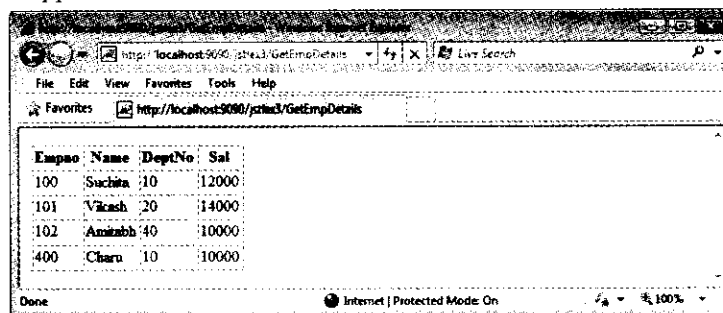 http://localhost:9090/jstlex3/GetEmpDetails Live Search
File Edit View Favorites Tools Help
Favorites http://localhost:9090/jstlex3/GetEmpDetails
Empno Name DeptNo Sal
100 Suchita 10 12000
101 Vikash 20 14000
102 Amitabh 40 10000
400 Charu 10 10000
Done Internet | Protected Mode: On 100%